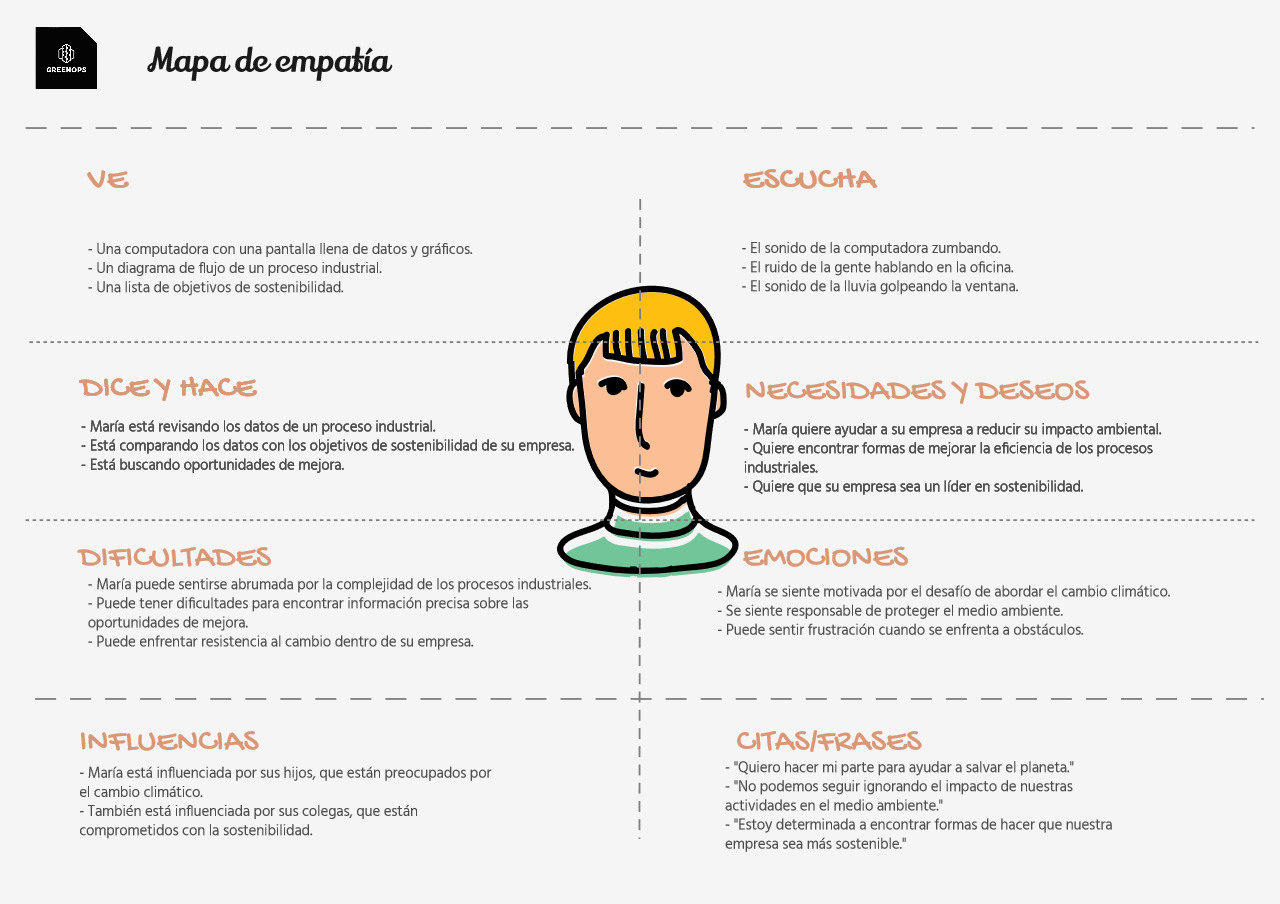 GREENOPS
Mapa de empatía
VE
- Una computadora con una pantalla llena de datos y gráficos.
- Un diagrama de flujo de un proceso industrial.
- Una lista de objetivos de sostenibilidad.
ESCUCHA
- El sonido de la computadora zumbando.
- El ruido de la gente hablando en la oficina.
- El sonido de la lluvia golpeando la ventana.
DICE Y HACE
- María está revisando los datos de un proceso industrial.
- Está comparando los datos con los objetivos de sostenibilidad de su empresa.
- Está buscando oportunidades de mejora.
NECESIDADES Y DESEOS
- María quiere ayudar a su empresa a reducir su impacto ambiental.
- Quiere encontrar formas de mejorar la eficiencia de los procesos
industriales.
- Quiere que su empresa sea un líder en sostenibilidad.
DIFICULTADES
- María puede sentirse abrumada por la complejidad de los procesos industriales.
- Puede tener dificultades para encontrar información precisa sobre las
oportunidades de mejora.
- Puede enfrentar resistencia al cambio dentro de su empresa.
EMOCIONES
- María se siente motivada por el desafío de abordar el cambio climático.
- Se siente responsable de proteger el medio ambiente.
- Puede sentir frustración cuando se enfrenta a obstáculos.
INFLUENCIAS
- María está influenciada por sus hijos, que están preocupados por
el cambio climático.
- También está influenciada por sus colegas, que están
comprometidos con la sostenibilidad.
CITAS/FRASES
- "Quiero hacer mi parte para ayudar a salvar el planeta."
- "No podemos seguir ignorando el impacto de nuestras
actividades en el medio ambiente."
- "Estoy determinada a encontrar formas de hacer que nuestra
empresa sea más sostenible."